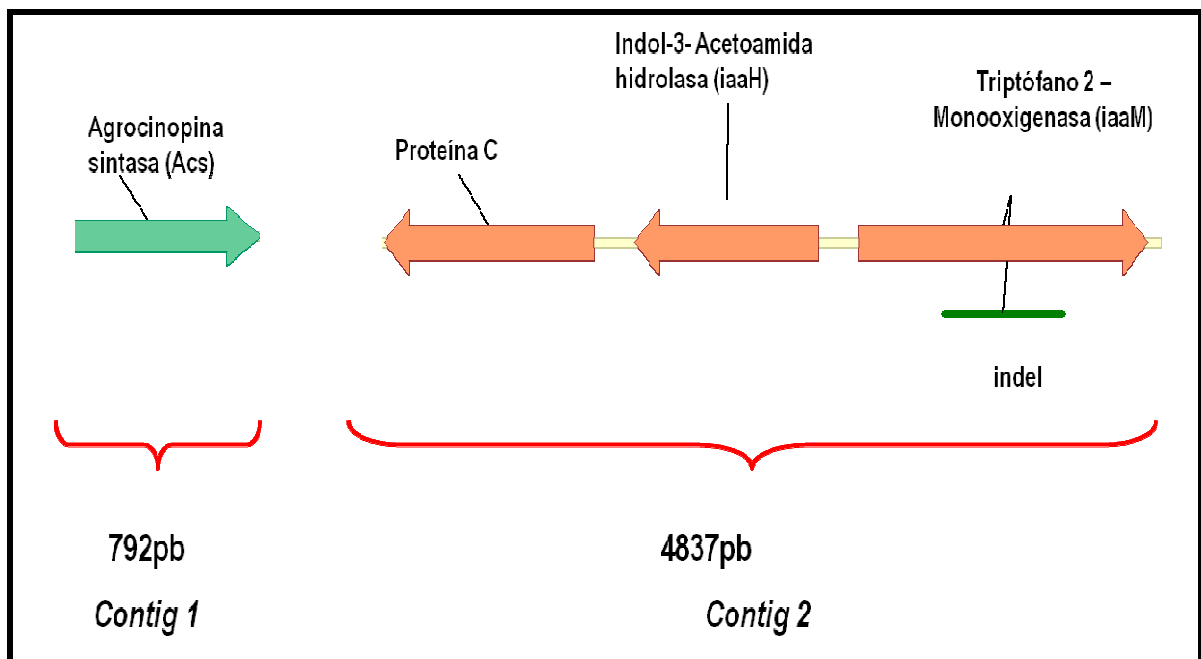 Agrocinopina
sintasa (Acs)
Proteína C
Indol-3- Acetoamida
hidrolasa (iaaH)
Triptófano 2 –
Monooxigenasa (iaaM)
indel
792pb
Contig 1
4837pb
Contig 2